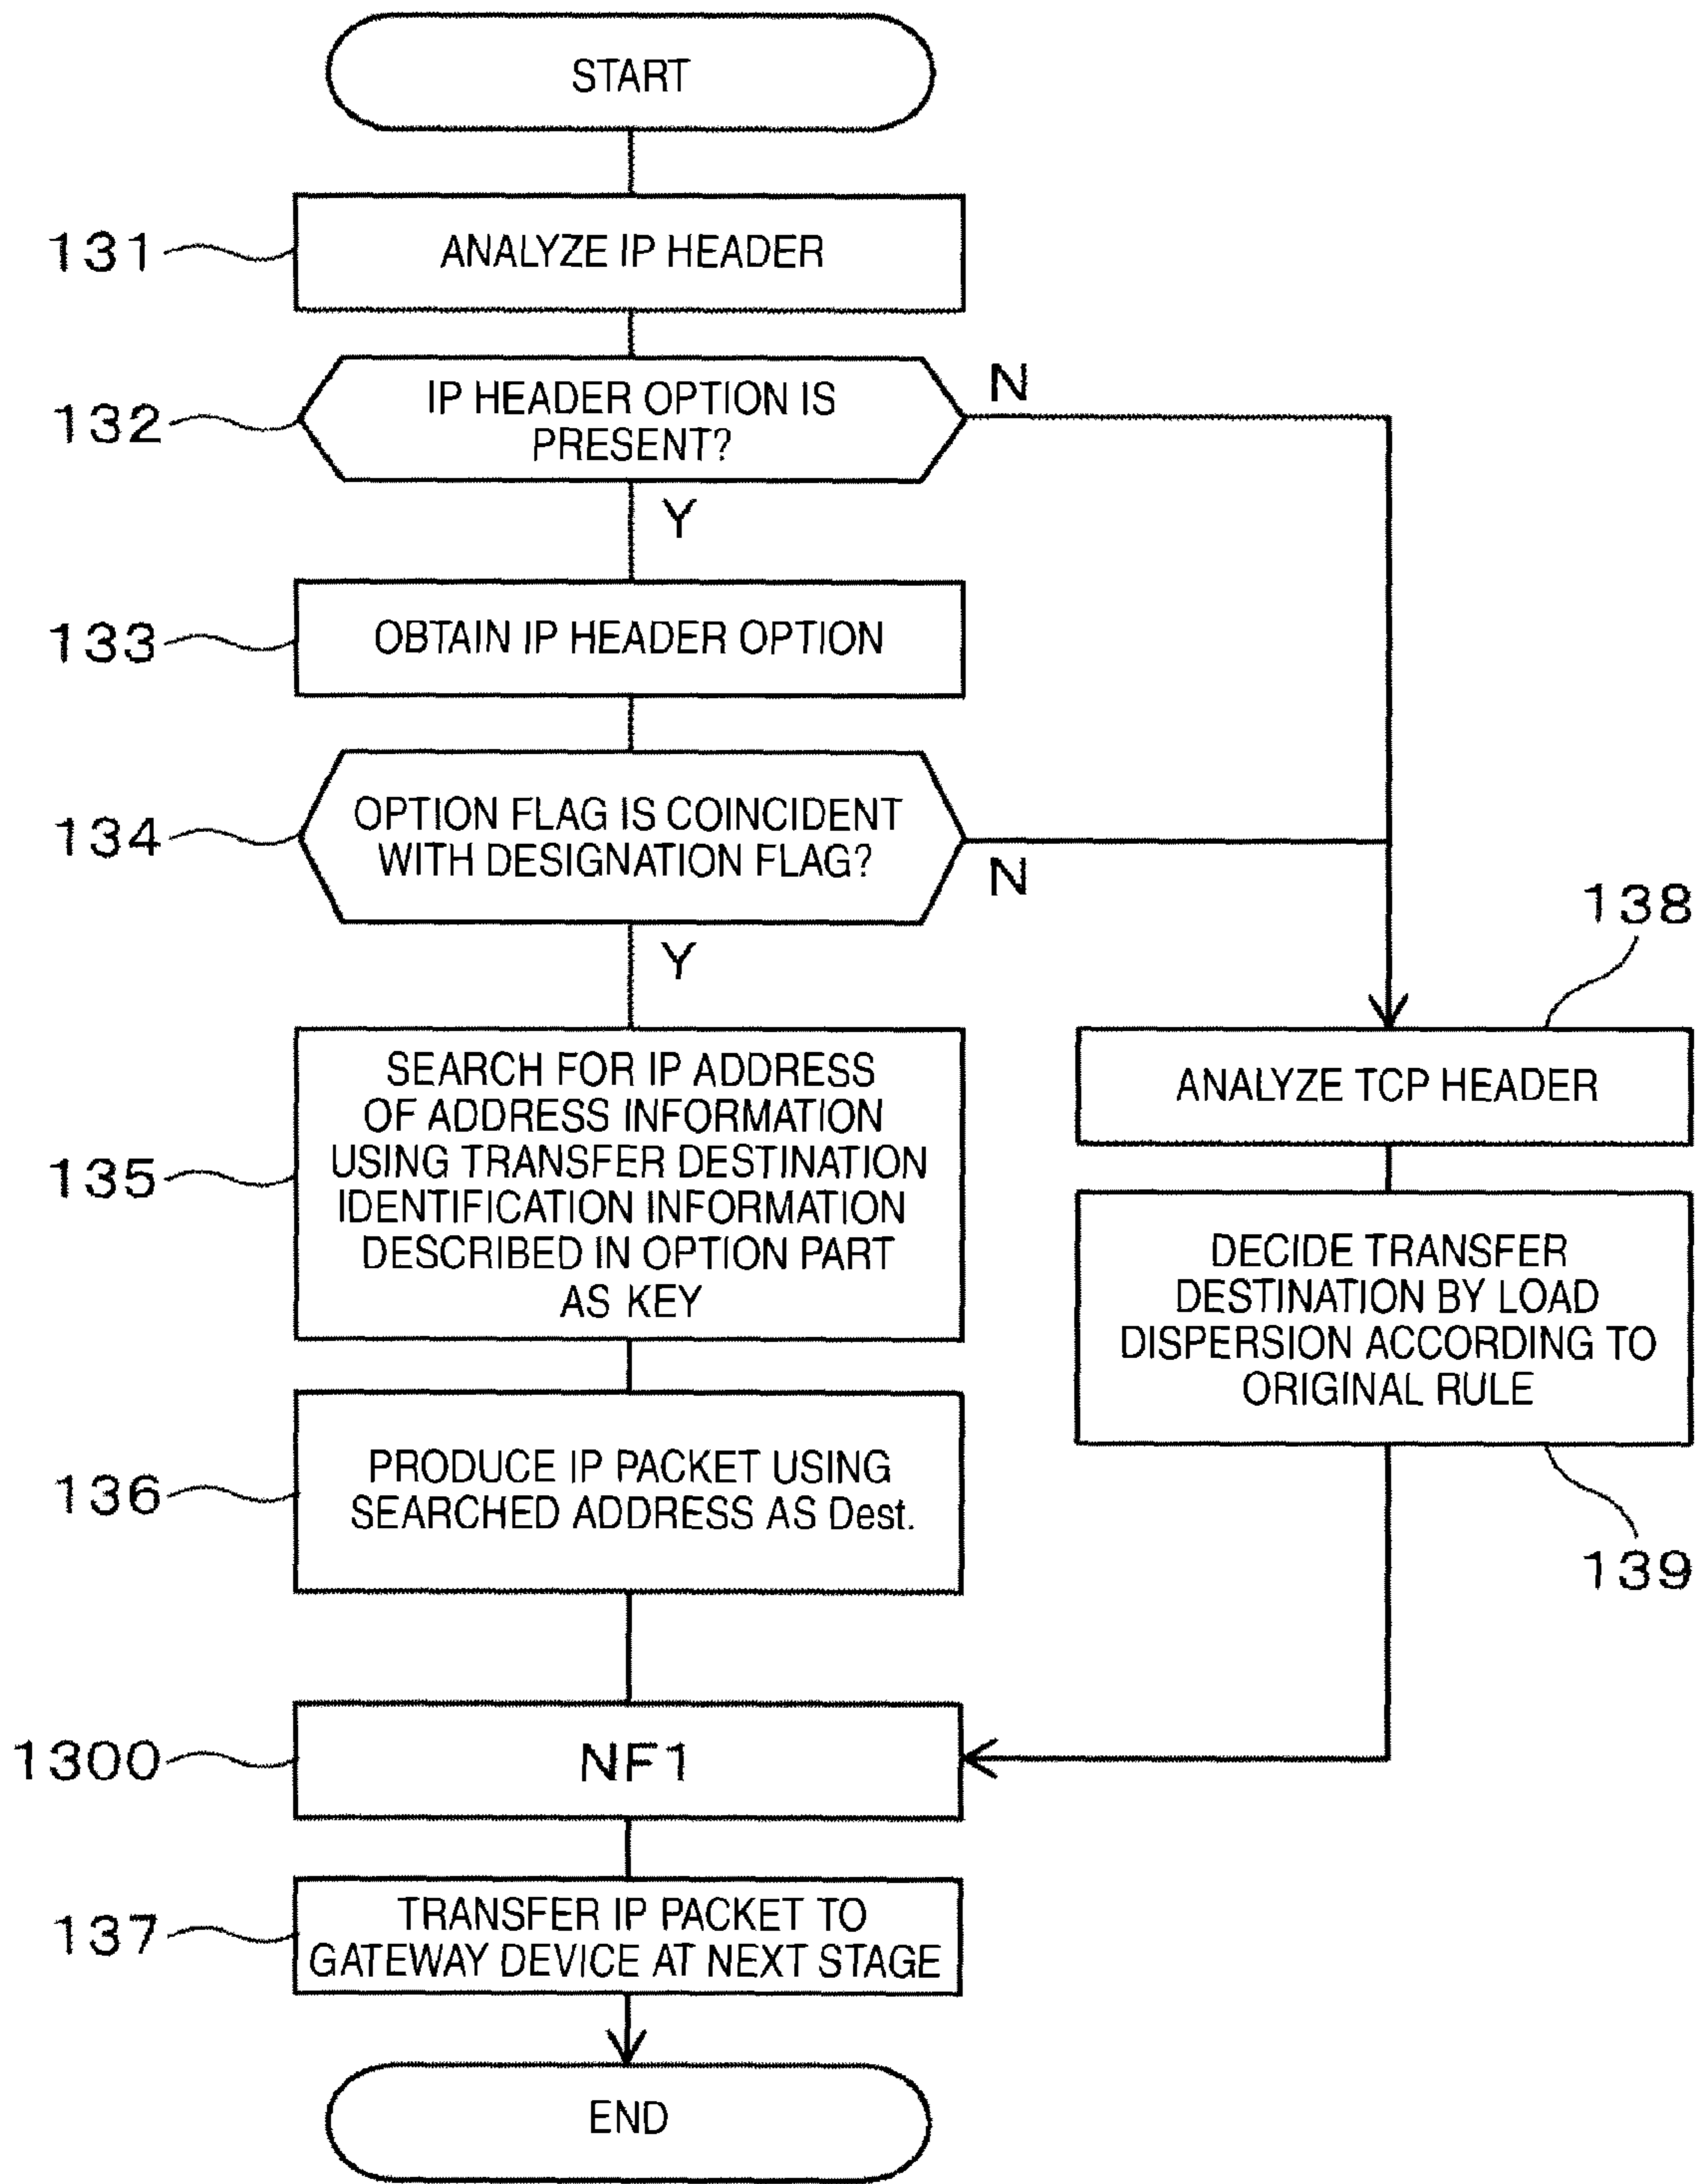 START
131
ANALYZE IP HEADER
132
IP HEADER OPTION IS
PRESENT?
N
Y
133
OBTAIN IP HEADER OPTION
134
OPTION FLAG IS COINCIDENT
WITH DESIGNATION FLAG?
N
Y
135
SEARCH FOR IP ADDRESS
OF ADDRESS INFORMATION
USING TRANSFER DESTINATION
IDENTIFICATION INFORMATION
DESCRIBED IN OPTION PART
AS KEY
136
PRODUCE IP PACKET USING
SEARCHED ADDRESS AS Dest.
138
ANALYZE TCP HEADER
DECIDE TRANSFER
DESTINATION BY LOAD
DISPERSION ACCORDING TO
ORIGINAL RULE
139
1300
NF1
137
TRANSFER IP PACKET TO
GATEWAY DEVICE AT NEXT STAGE
END